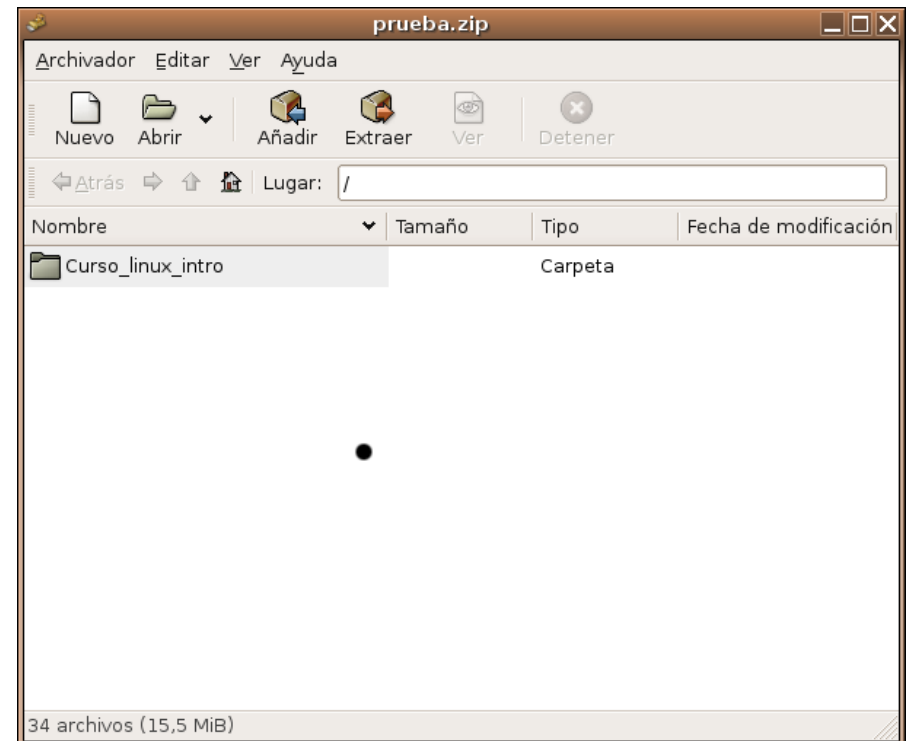 prueba.zip
Archivador Editar Ver Ayuda
Nuevo Abrir Añadir Extraer Ver Detener
Atrás Lugar: /
Nombre Tamaño Tipo Fecha de modificación
Curso_linux_intro Carpeta
34 archivos (15,5 MiB)